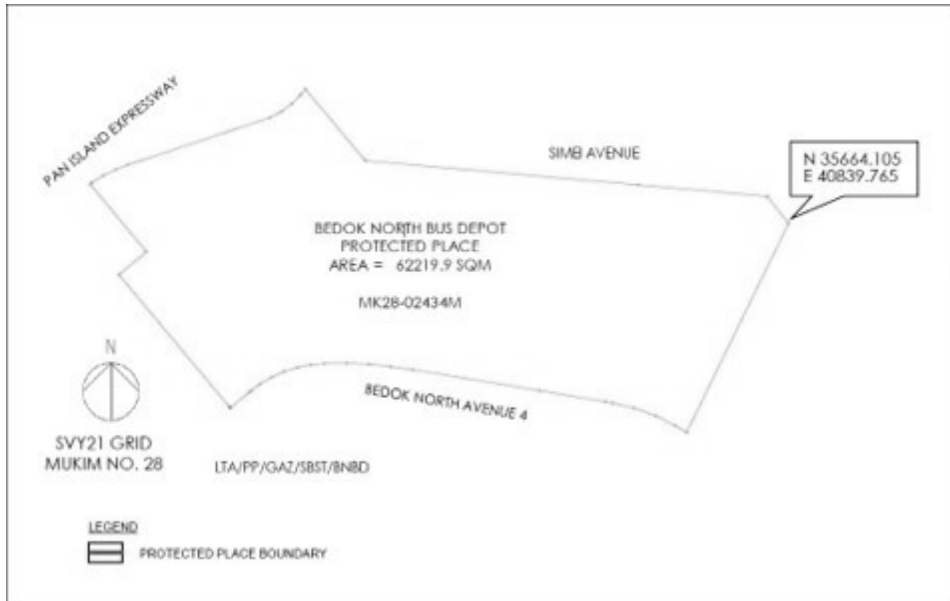 PAN ISLAND EXPRESSWAY
SIMEI AVENUE
N 35664.105
E 40839.765
BEDOK NORTH BUS DEPOT
PROTECTED PLACE
AREA = 62219.9 SQM
MK28-02434M
BEDOK NORTH AVENUE 4
N
SVY21 GRID
MUKIM NO. 28
LTA/PP/GAZ/SBST/BNBD
LEGEND
PROTECTED PLACE BOUNDARY